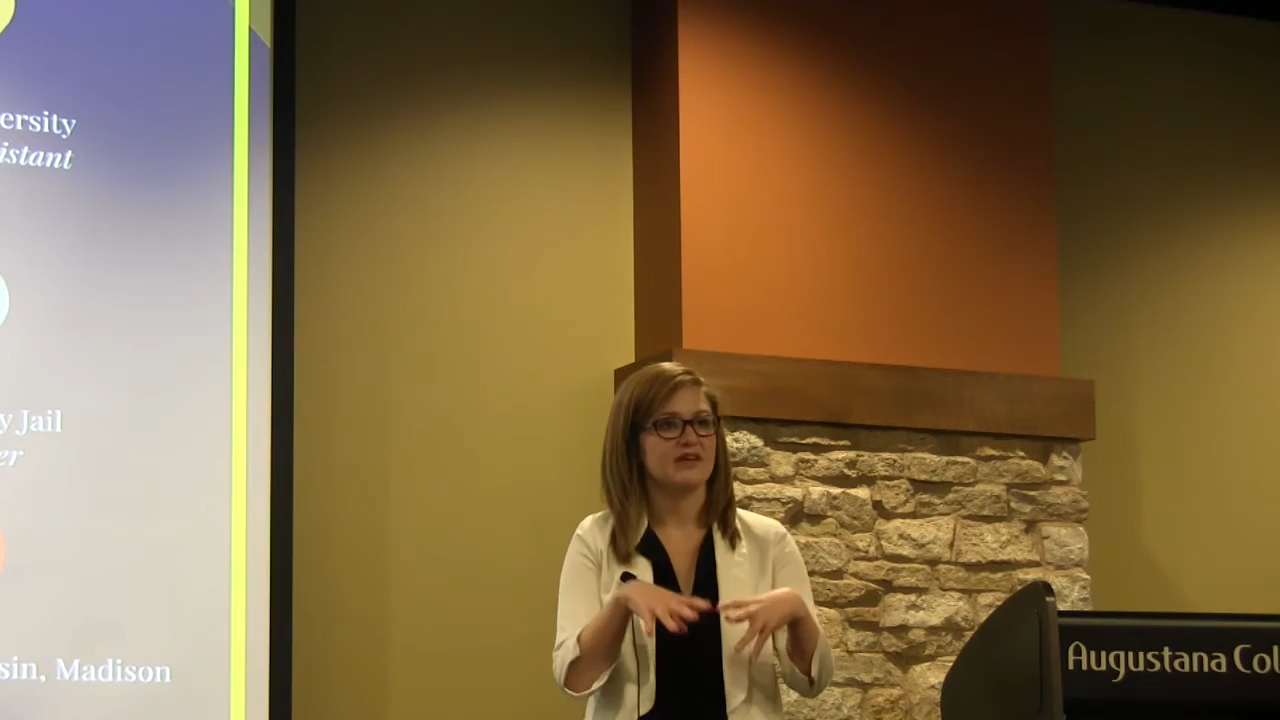 ersity
istant
y Jail
er
sin, Madison
Augustana Col